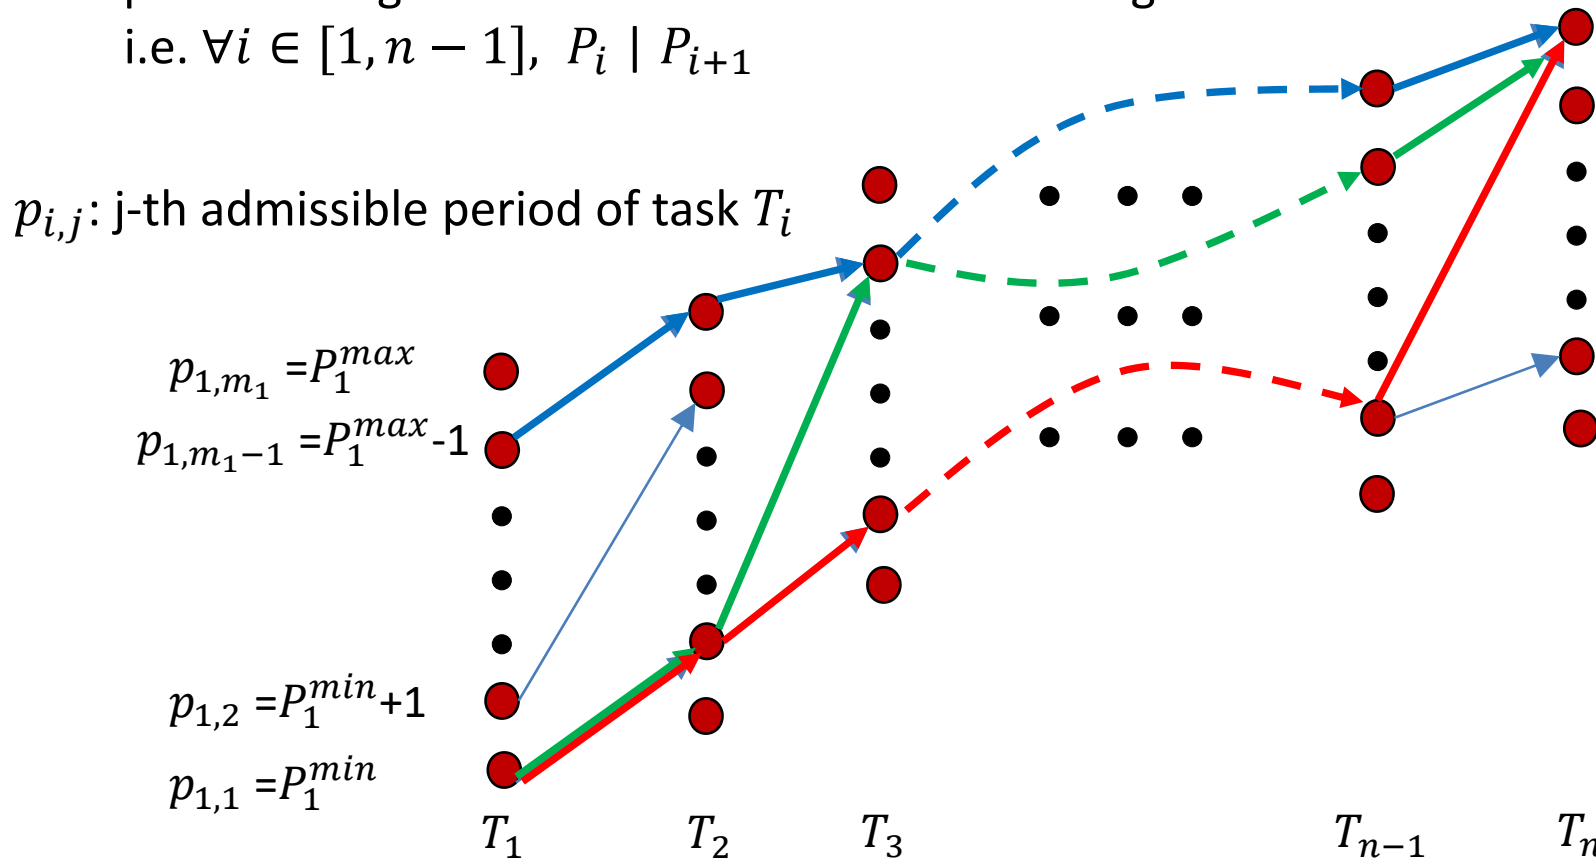 i.e. ∀i ∈ [1, n − 1], P_i | P_{i+1}
p_{i,j}: j-th admissible period of task T_i
p_{1,m_1} =P_1^{max}
p_{1,m_1−1} =P_1^{max}-1
p_{1,2} =P_1^{min}+1
p_{1,1} =P_1^{min}
T_1 T_2 T_3 T_{n−1} T_n